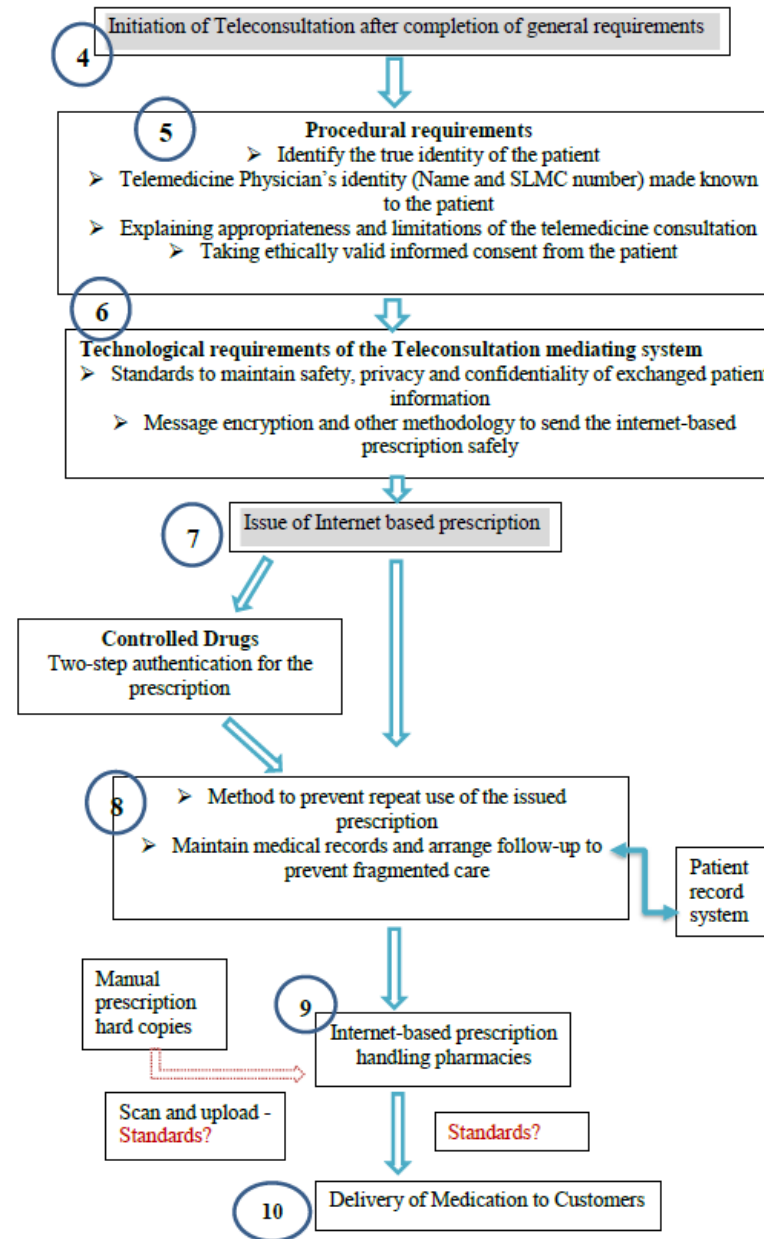 Initiation of Teleconsultation after completion of general requirements
4
5
Procedural requirements
➤ Identify the true identity of the patient
➤ Telemedicine Physician's identity (Name and SLMC number) made known
to the patient
➤ Explaining appropriateness and limitations of the telemedicine consultation
➤ Taking ethically valid informed consent from the patient
6
Technological requirements of the Teleconsultation mediating system
➤ Standards to maintain safety, privacy and confidentiality of exchanged patient
information
➤ Message encryption and other methodology to send the internet-based
prescription safely
7
Issue of Internet based prescription
Controlled Drugs
Two-step authentication for the
prescription
8
➤ Method to prevent repeat use of the issued
prescription
➤ Maintain medical records and arrange follow-up to
prevent fragmented care
Patient
record
system
Manual
prescription
hard copies
9
Internet-based prescription
handling pharmacies
Scan and upload -
Standards?
Standards?
10
Delivery of Medication to Customers